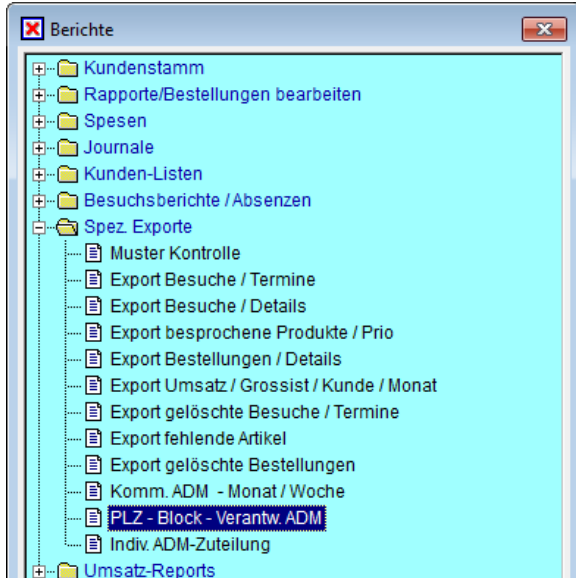 Berichte
Kundenstamm
Rapporte/Bestellungen bearbeiten
Spesen
Journale
Kunden-Listen
Besuchsberichte / Absenzen
Spez. Exporte
Muster Kontrolle
Export Besuche / Termine
Export Besuche / Details
Export besprochene Produkte / Prio
Export Bestellungen / Details
Export Umsatz / Grossist / Kunde / Monat
Export gelöschte Besuche / Termine
Export fehlende Artikel
Export gelöschte Bestellungen
Komm. ADM - Monat / Woche
PLZ - Block - Verantw. ADM
Indiv. ADM-Zuteilung
Umsatz-Reports